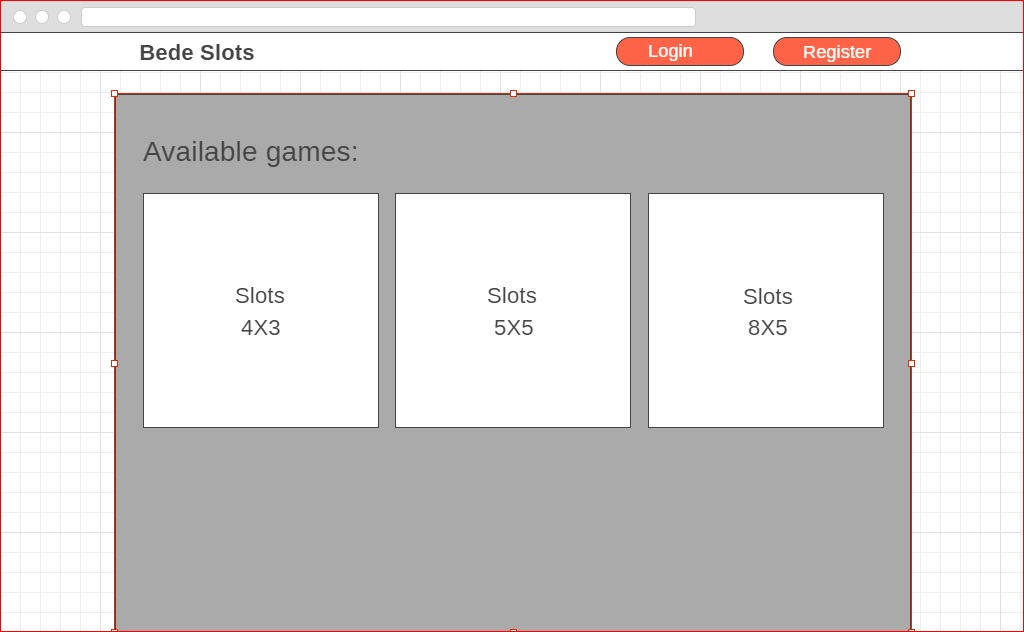 Bede Slots
Login
Register
Available games:
Slots
4X3
Slots
5X5
Slots
8X5